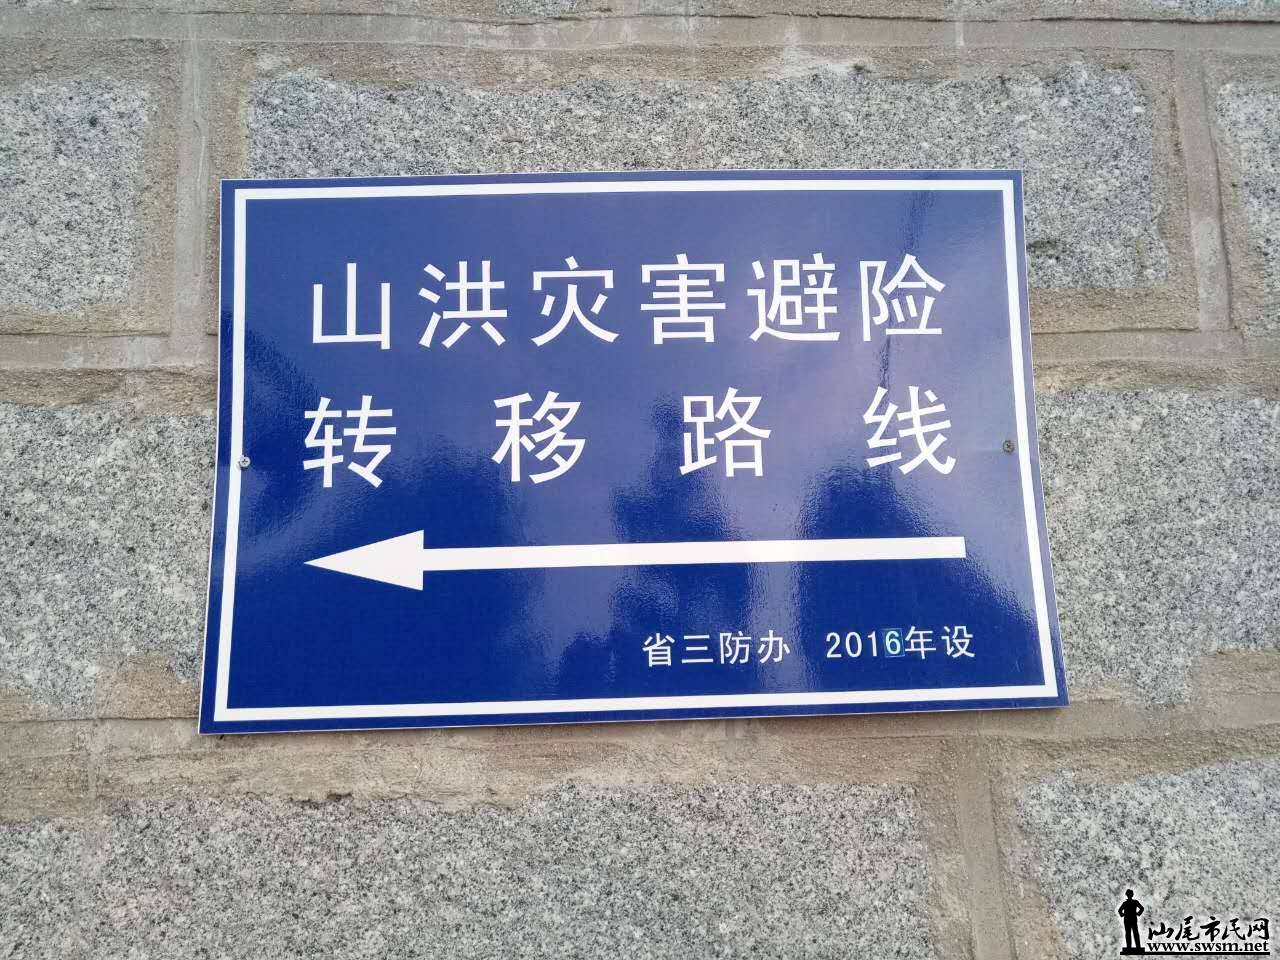 山洪灾害避险
转移路线
省三防办 2016年设
汕尾市民网
www.swsm.net